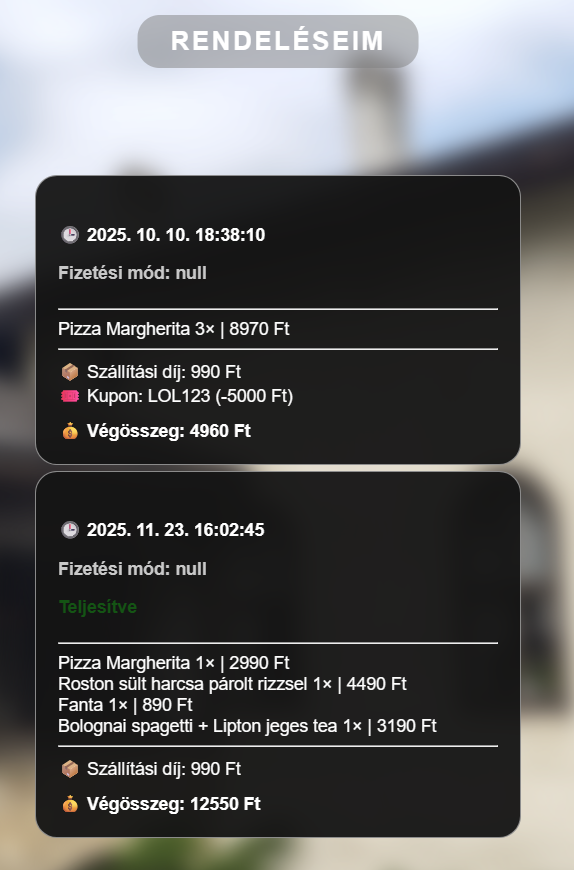 RENDELÉSEIM
🕒 2025. 10. 10. 18:38:10
Fizetési mód: null
Pizza Margherita 3× | 8970 Ft
📦 Szállítási díj: 990 Ft
🎟️ Kupon: LOL123 (-5000 Ft)
💰 Végösszeg: 4960 Ft
🕒 2025. 11. 23. 16:02:45
Fizetési mód: null
Teljesítve
Pizza Margherita 1× | 2990 Ft
Roston sült harcsa párolt rizzsel 1× | 4490 Ft
Fanta 1× | 890 Ft
Bolognai spagetti + Lipton jeges tea 1× | 3190 Ft
📦 Szállítási díj: 990 Ft
💰 Végösszeg: 12550 Ft